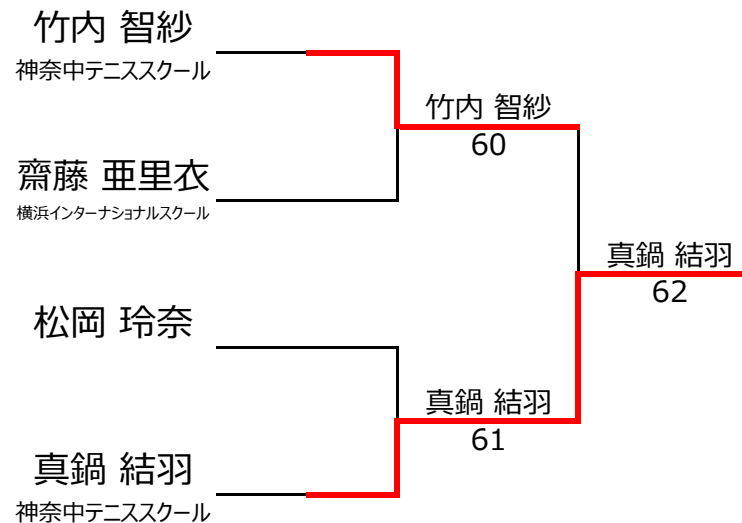 竹内 智紗
神奈中テニススクール
竹内 智紗
60
齋藤 亜里衣
横浜インターナショナルスクール
真鍋 結羽
62
松岡 玲奈
真鍋 結羽
61
真鍋 結羽
神奈中テニススクール